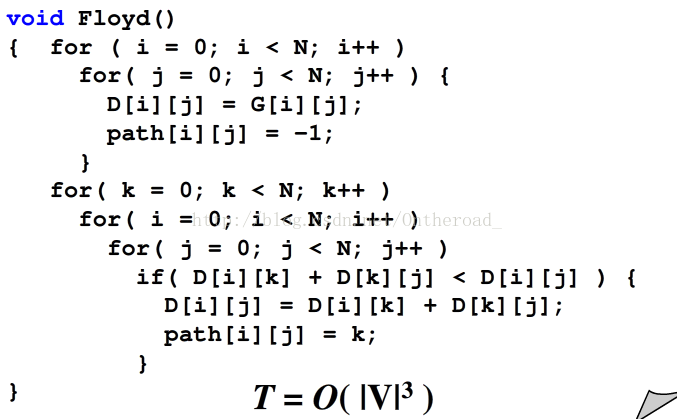 void Floyd()
{ for ( i = 0; i < N; i++ )
for( j = 0; j < N; j++ ) {
D[i][j] = G[i][j];
path[i][j] = -1;
}
for( k = 0; k < N; k++ )
for( i = 0; i < N; i++ )
for( j = 0; j < N; j++ )
if( D[i][k] + D[k][j] < D[i][j] ) {
D[i][j] = D[i][k] + D[k][j];
path[i][j] = k;
}
}
T = O( |V|³ )